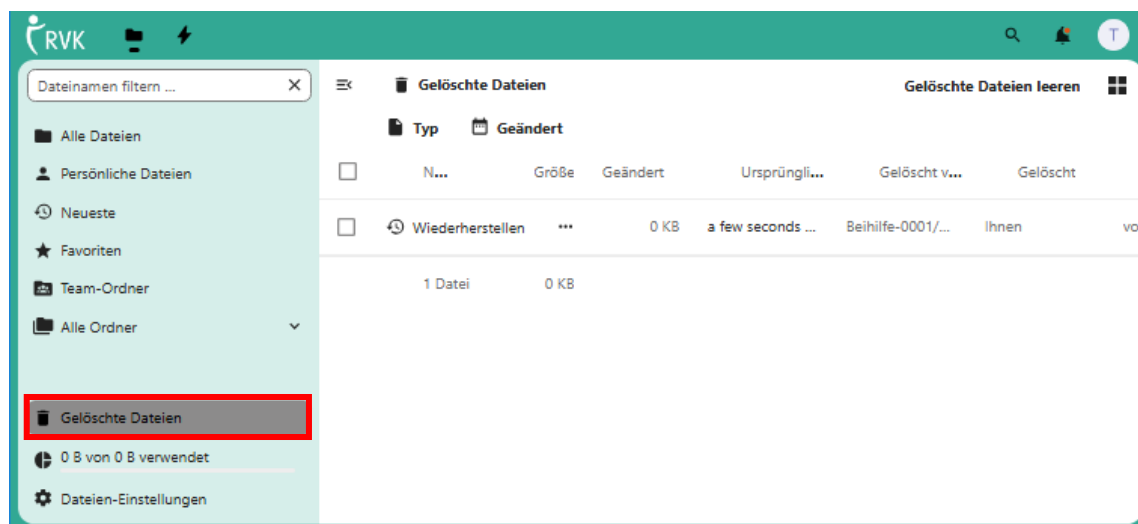 RVK
T
Dateinamen filtern ...
Alle Dateien
Persönliche Dateien
Neueste
Favoriten
Team-Ordner
Alle Ordner
Gelöschte Dateien
0 B von 0 B verwendet
Dateien-Einstellungen
Gelöschte Dateien Gelöschte Dateien leeren
Typ Geändert
N... Größe Geändert Ursprüngli... Gelöscht v... Gelöscht
Wiederherstellen ... 0 KB a few seconds ... Beihilfe-0001/... Ihnen vo
1 Datei 0 KB